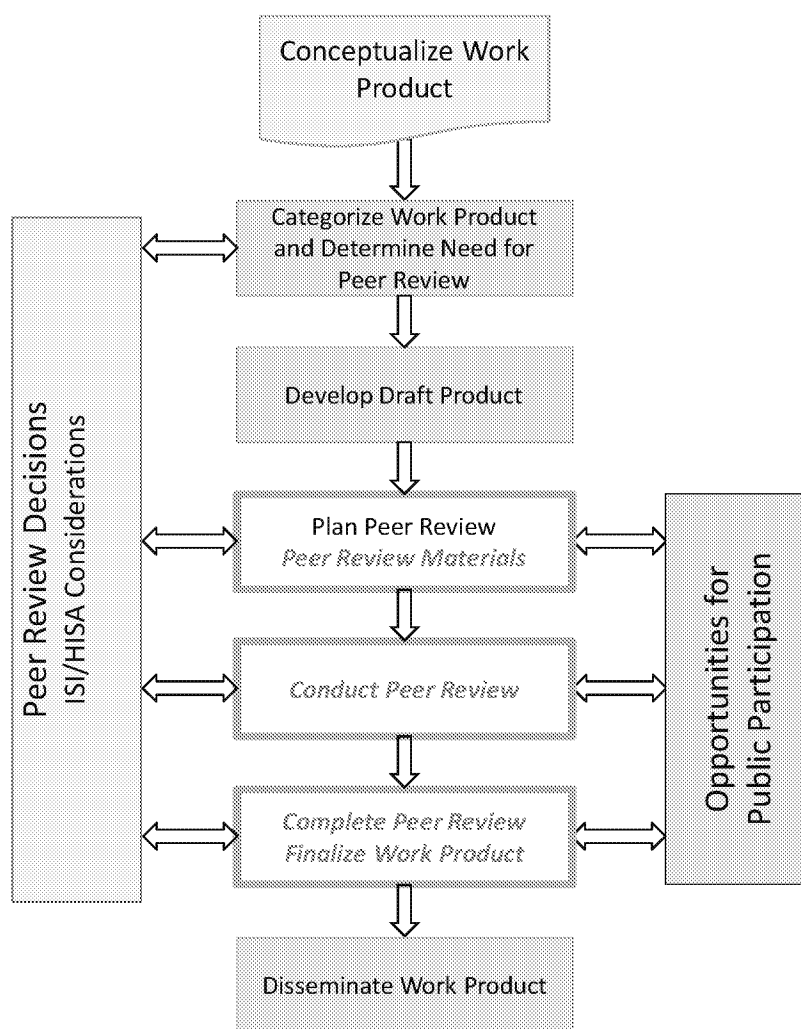 Conceptualize Work
Product
Categorize Work Product
and Determine Need for
Peer Review
Develop Draft Product
Plan Peer Review
Peer Review Materials
Conduct Peer Review
Complete Peer Review
Finalize Work Product
Disseminate Work Product
Peer Review Decisions
ISI/HISA Considerations
Opportunities for
Public Participation